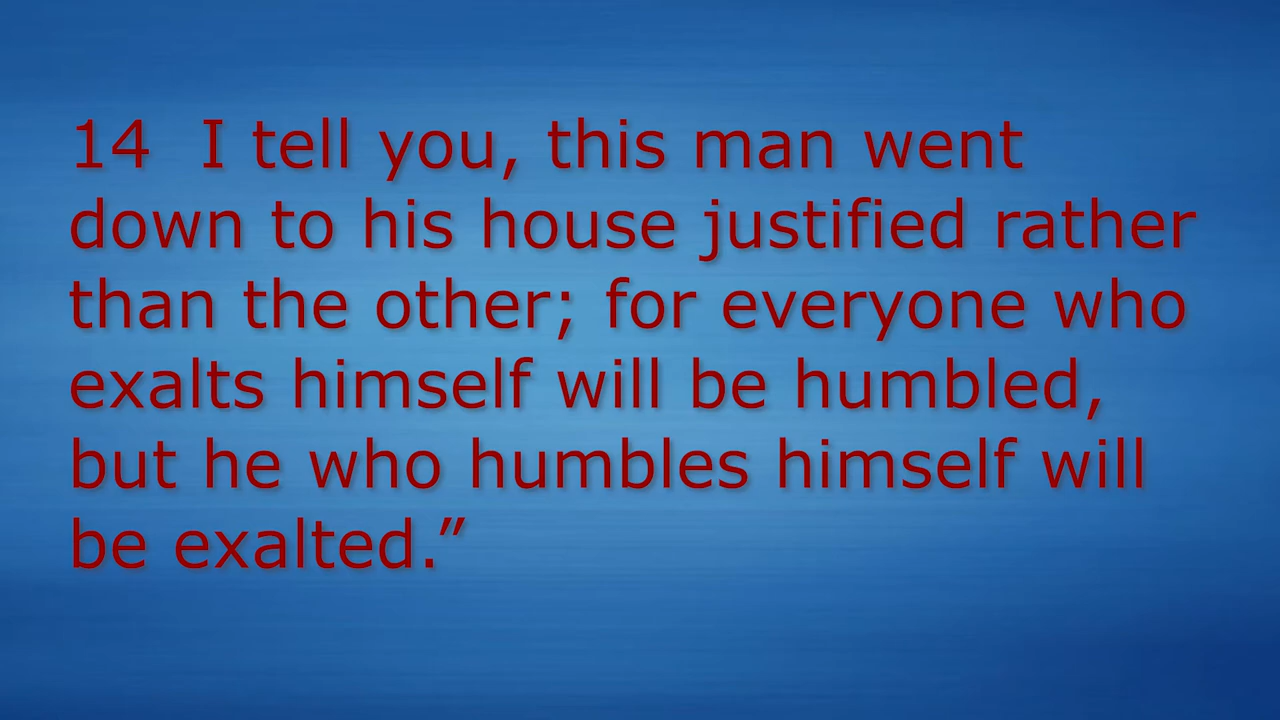 14  I tell you, this man went
down to his house justified rather
than the other; for everyone who
exalts himself will be humbled,
but he who humbles himself will
be exalted.”